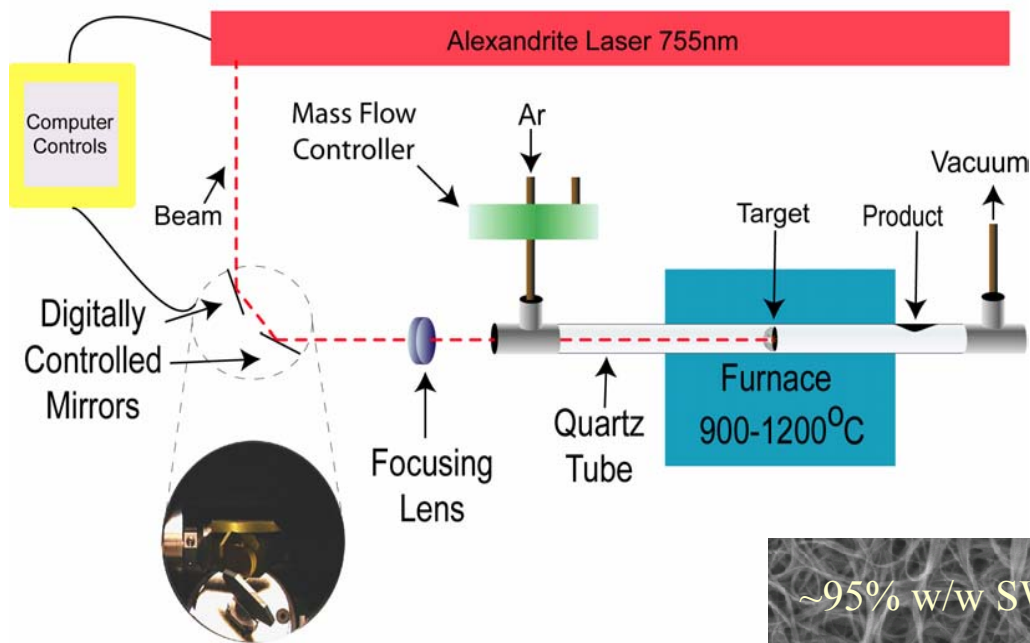 Alexandrite Laser 755nm
Computer
Controls
Mass Flow
Controller
Ar
Vacuum
Beam
Target
Product
Digitally
Controlled
Mirrors
Focusing
Lens
Quartz
Tube
Furnace
900-1200°C
~95% w/w